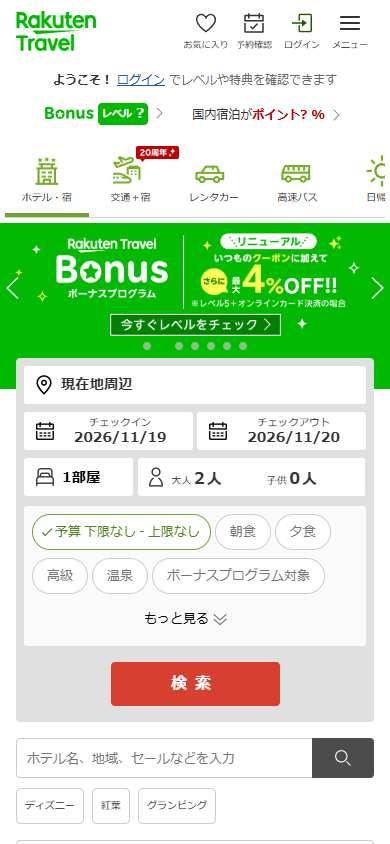 Rakuten
Travel
お気に入り 予約確認 ログイン メニュー
ようこそ！ ログイン でレベルや特典を確認できます
Bonus レベル ? 国内宿泊がポイント? %
20周年
ホテル・宿 交通＋宿 レンタカー 高速バス 日帰
Rakuten Travel
Bonus
ボーナスプログラム
リニューアル
いつものクーポンに加えて
さらに 最大4%OFF!!
※レベル5＋オンラインカード決済の場合
今すぐレベルをチェック
現在地周辺
チェックイン
2026/11/19
チェックアウト
2026/11/20
1部屋
大人 2人 子供 0人
予算 下限なし - 上限なし 朝食 夕食
高級 温泉 ボーナスプログラム対象
もっと見る
検 索
ホテル名、地域、セールなどを入力
ディズニー 紅葉 グランピング